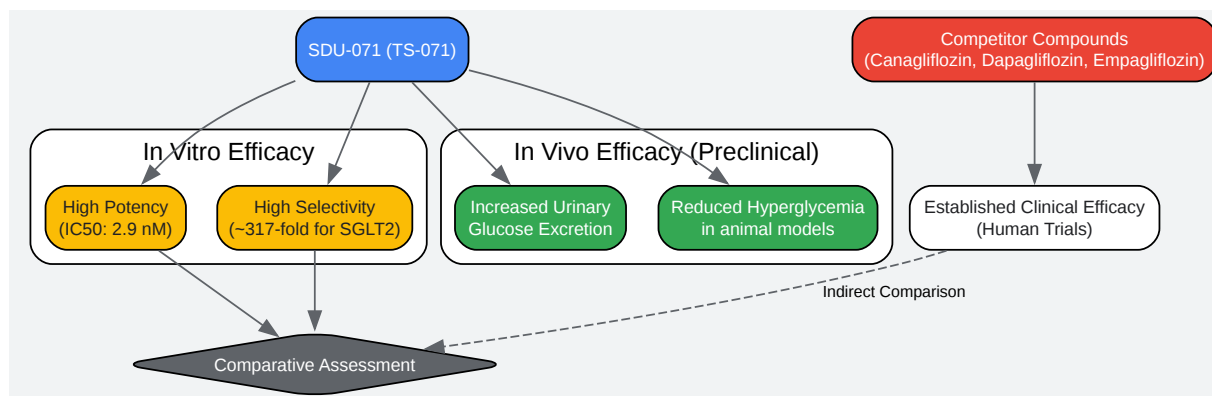 SDU-071 (TS-071)
Competitor Compounds
(Canagliflozin, Dapagliflozin, Empagliflozin)
In Vitro Efficacy
In Vivo Efficacy (Preclinical)
High Potency
(IC50: 2.9 nM)
High Selectivity
(~317-fold for SGLT2)
Increased Urinary
Glucose Excretion
Reduced Hyperglycemia
in animal models
Established Clinical Efficacy
(Human Trials)
Indirect Comparison
Comparative Assessment